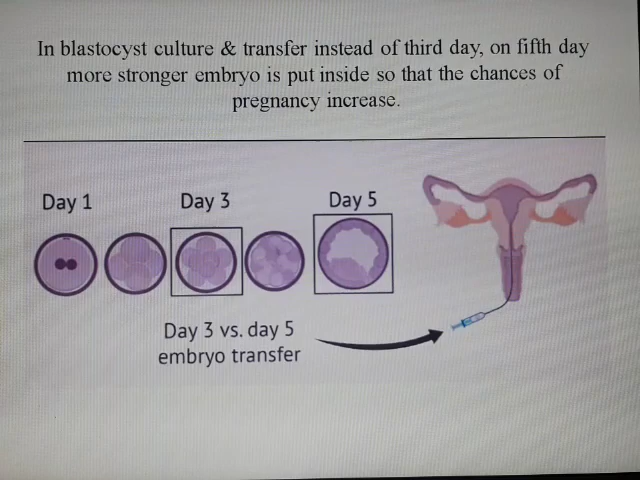 In blastocyst culture & transfer instead of third day, on fifth day
more stronger embryo is put inside so that the chances of
pregnancy increase.
Day 1
Day 3
Day 5
Day 3 vs. day 5
embryo transfer